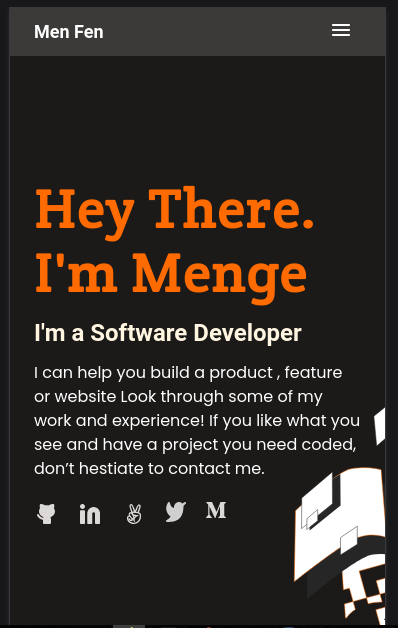 Men Fen
Hey There.
I'm Menge
I'm a Software Developer
I can help you build a product , feature
or website Look through some of my
work and experience! If you like what you
see and have a project you need coded,
don’t hestiate to contact me.